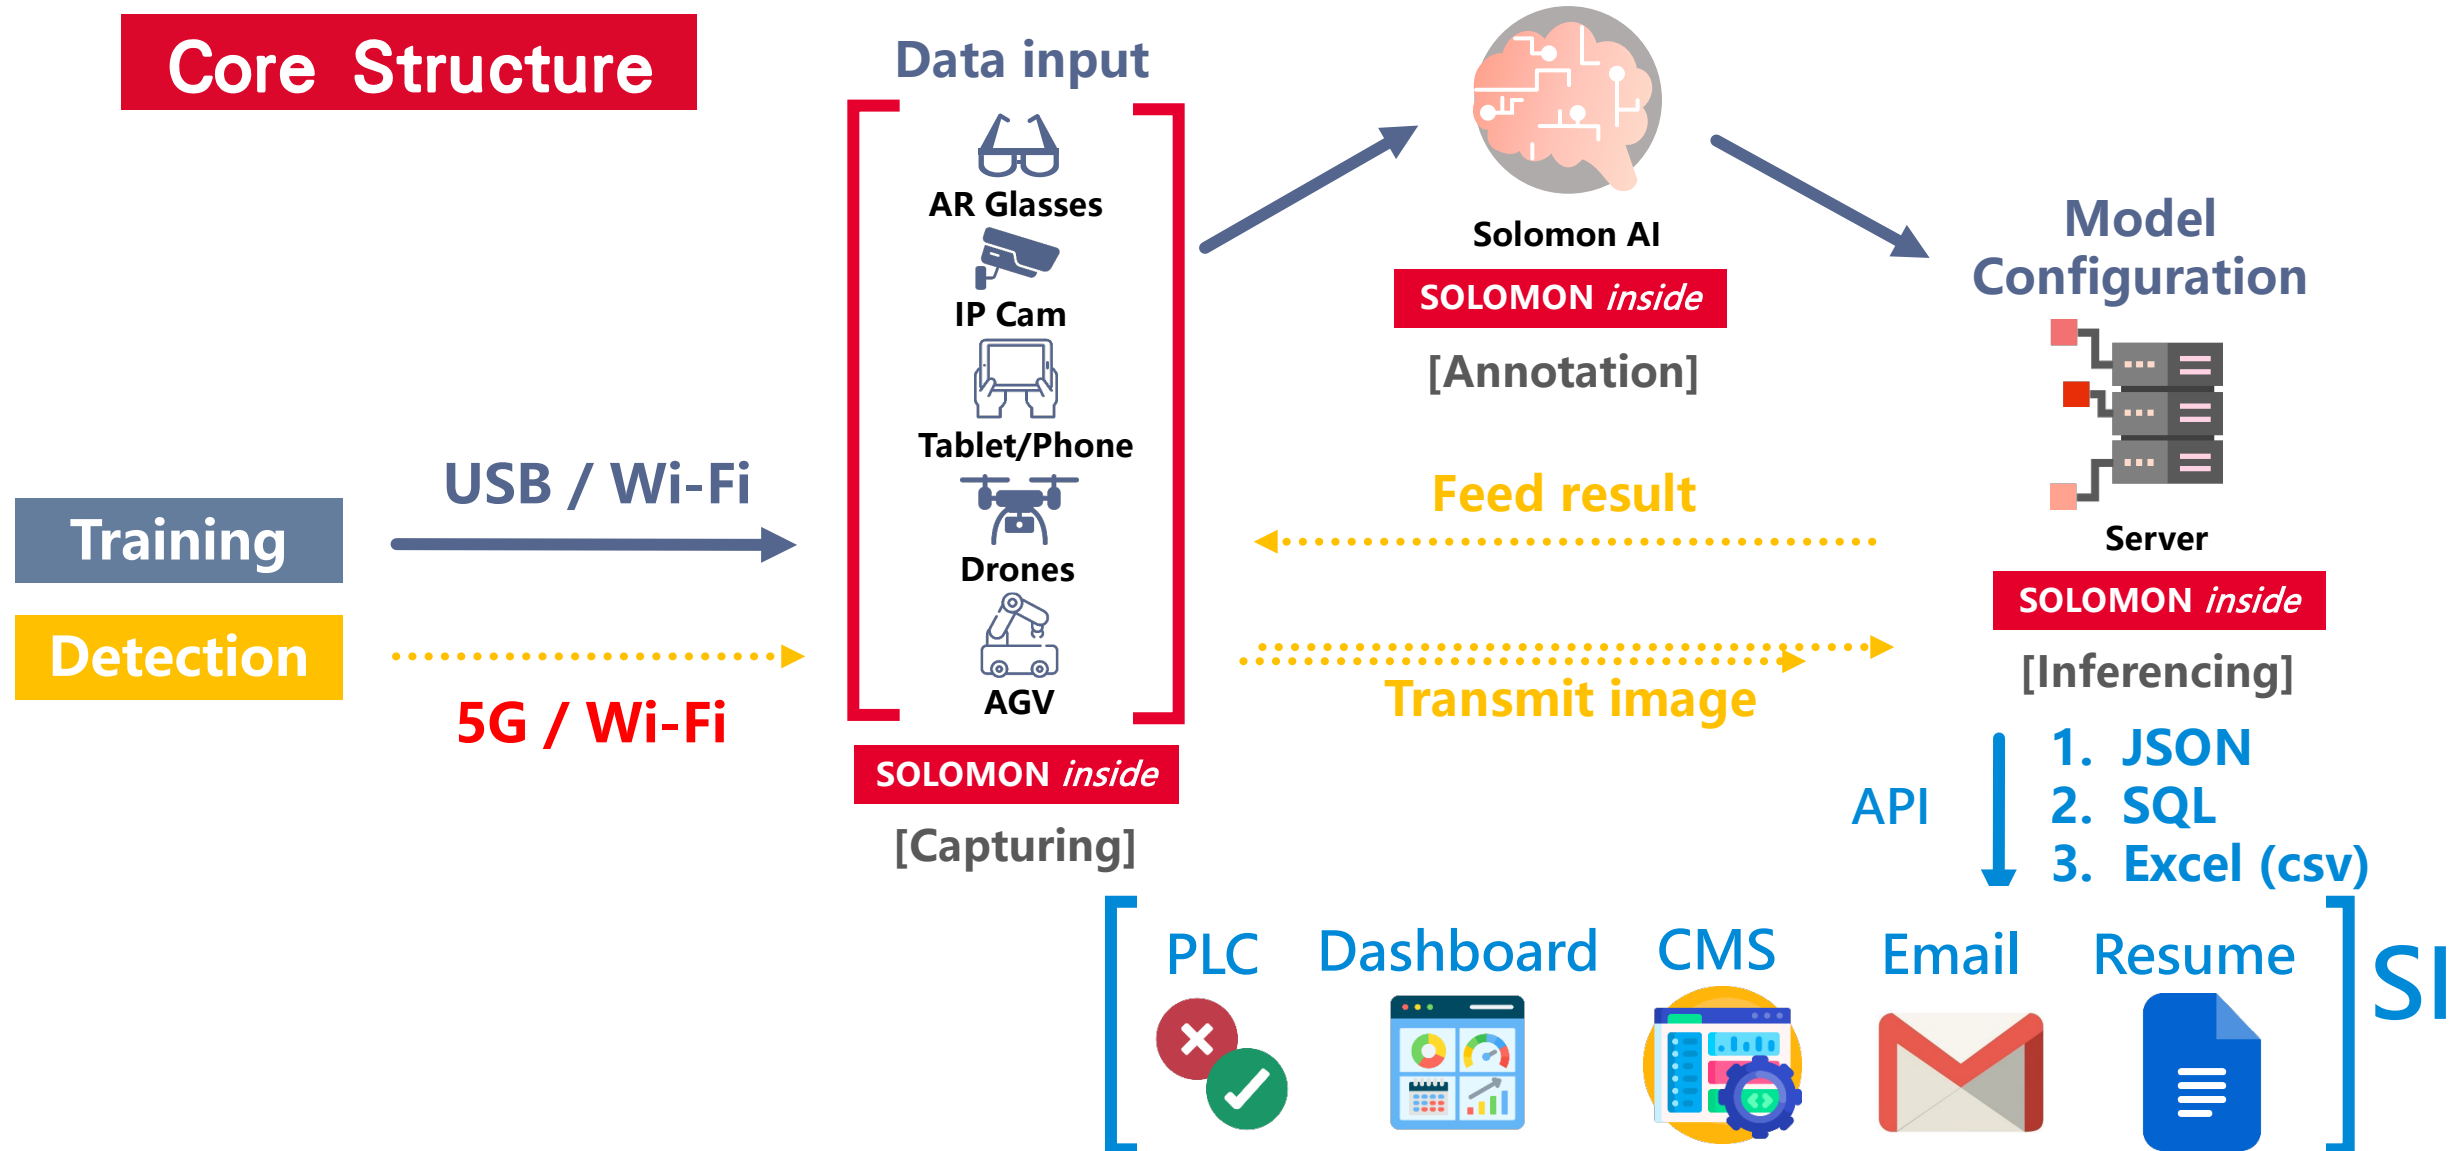 Core Structure
Data input
AR Glasses
IP Cam
Tablet/Phone
Drones
AGV
SOLOMON inside
[Capturing]
Training
USB / Wi-Fi
Detection
5G / Wi-Fi
Solomon AI
SOLOMON inside
[Annotation]
Feed result
Transmit image
Model
Configuration
Server
SOLOMON inside
[Inferencing]
API
1. JSON
2. SQL
3. Excel (csv)
PLC
Dashboard
CMS
Email
Resume
SI